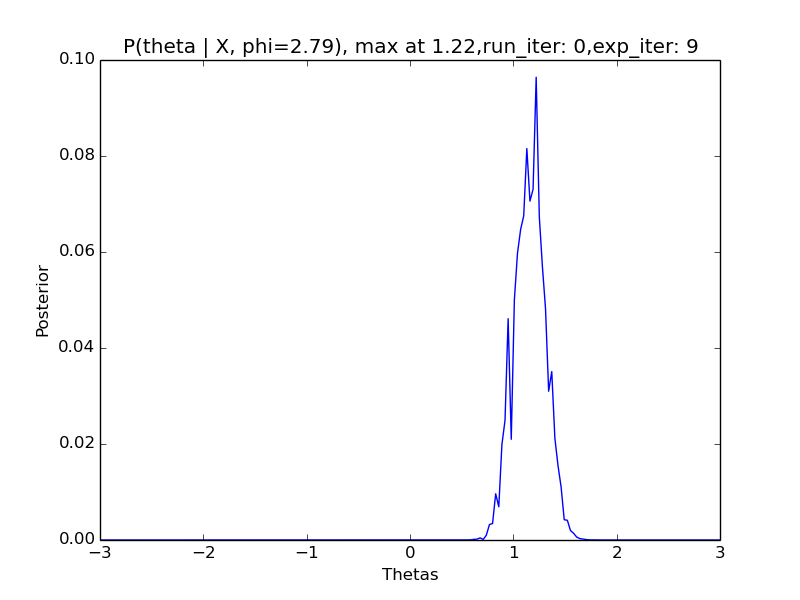 P(theta | X, phi=2.79), max at 1.22,run_iter: 0,exp_iter: 9
0.10
0.08
0.06
0.04
0.02
0.00
Posterior
−3 −2 −1 0 1 2 3
Thetas